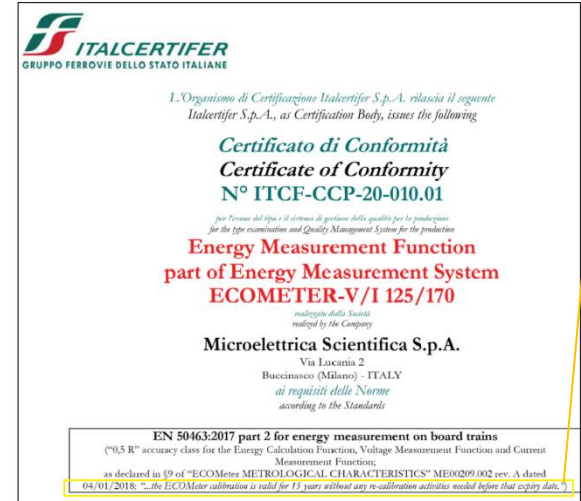 ITALCERTIFER
GRUPPO FERROVIE DELLO STATO ITALIANE
L'Organismo di Certificazione Italcertifer S.p.A. rilascia il seguente
Italcertifer S.p.A., as Certification Body, issues the following
Certificato di Conformità
Certificate of Conformity
N° ITCF-CCP-20-010.01
per l'esame del tipo e il sistema di gestione della qualità per la produzione
for the type examination and Quality Management System for the production
Energy Measurement Function
part of Energy Measurement System
ECOMETER-V/I 125/170
realizzato dalla Società
realized by the Company
Microelettrica Scientifica S.p.A.
Via Lucania 2
Buccinasco (Milano) - ITALY
ai requisiti delle Norme
according to the Standards
EN 50463:2017 part 2 for energy measurement on board trains
("0,5 R" accuracy class for the Energy Calculation Function, Voltage Measurement Function and Current
Measurement Function;
as declared in §9 of "ECOMeter METROLOGICAL CHARACTERISTICS" ME00209.002 rev. A dated
04/01/2018: "...the ECOMeter calibration is valid for 15 years without any re-calibration activities needed before that expiry date.")